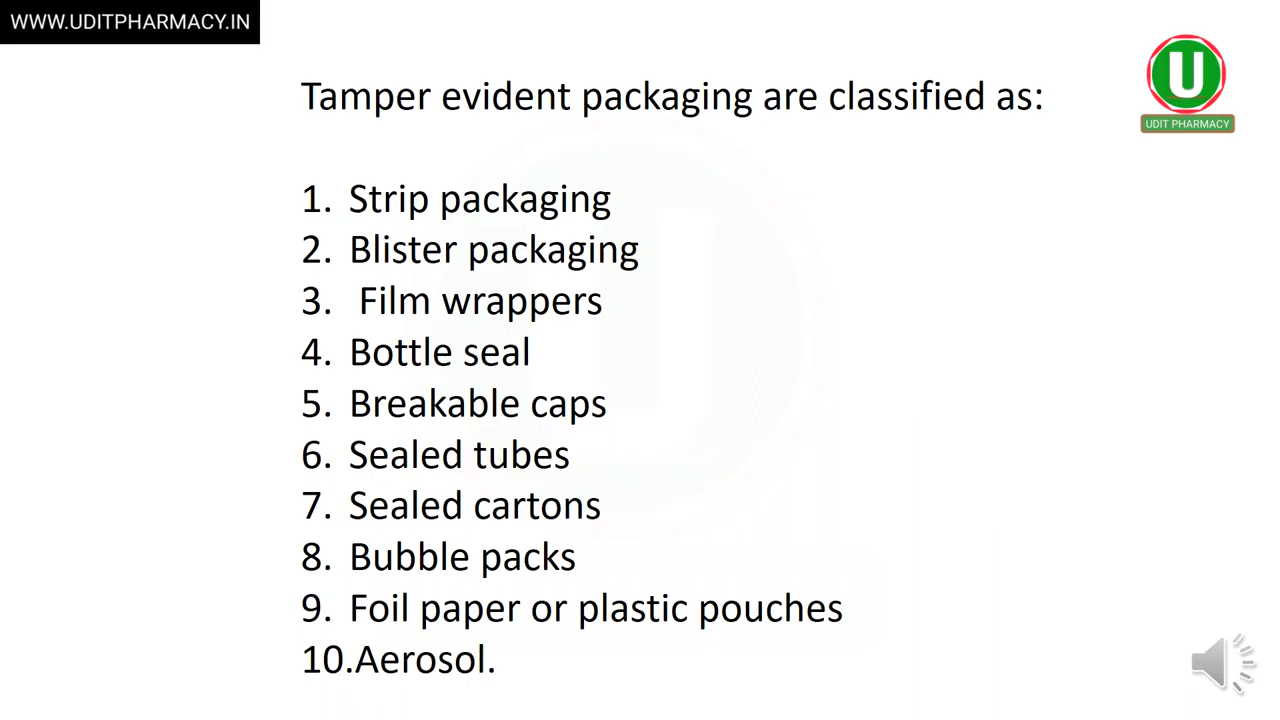 WWW.UDITPHARMACY.IN
U
UDIT PHARMACY
Tamper evident packaging are classified as:
1. Strip packaging
2. Blister packaging
3. Film wrappers
4. Bottle seal
5. Breakable caps
6. Sealed tubes
7. Sealed cartons
8. Bubble packs
9. Foil paper or plastic pouches
10.Aerosol.